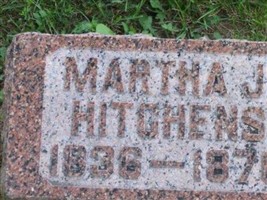 MARTHA J
HITCHENS
1836 — 187